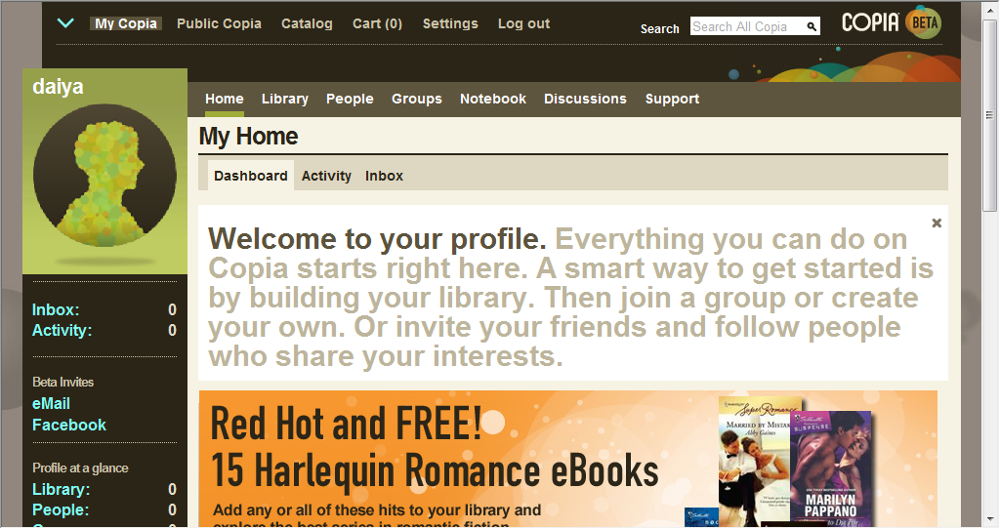 My Copia Public Copia Catalog Cart (0) Settings Log out
Search Search All Copia
COPIA BETA
daiya
Home Library People Groups Notebook Discussions Support
My Home
Dashboard Activity Inbox
Welcome to your profile. Everything you can do on
Copia starts right here. A smart way to get started is
by building your library. Then join a group or create
your own. Or invite your friends and follow people
who share your interests.
Inbox: 0
Activity: 0
Beta Invites
eMail
Facebook
Profile at a glance
Library: 0
People: 0
Red Hot and FREE!
15 Harlequin Romance eBooks
Add any or all of these hits to your library and
explore the best series in romantic fiction
Super Romance
MARRIED BY MISTAKE
Abby Gaines
Silhouette
SUSPENSE
MARILYN
PAPPANO
to Die For...